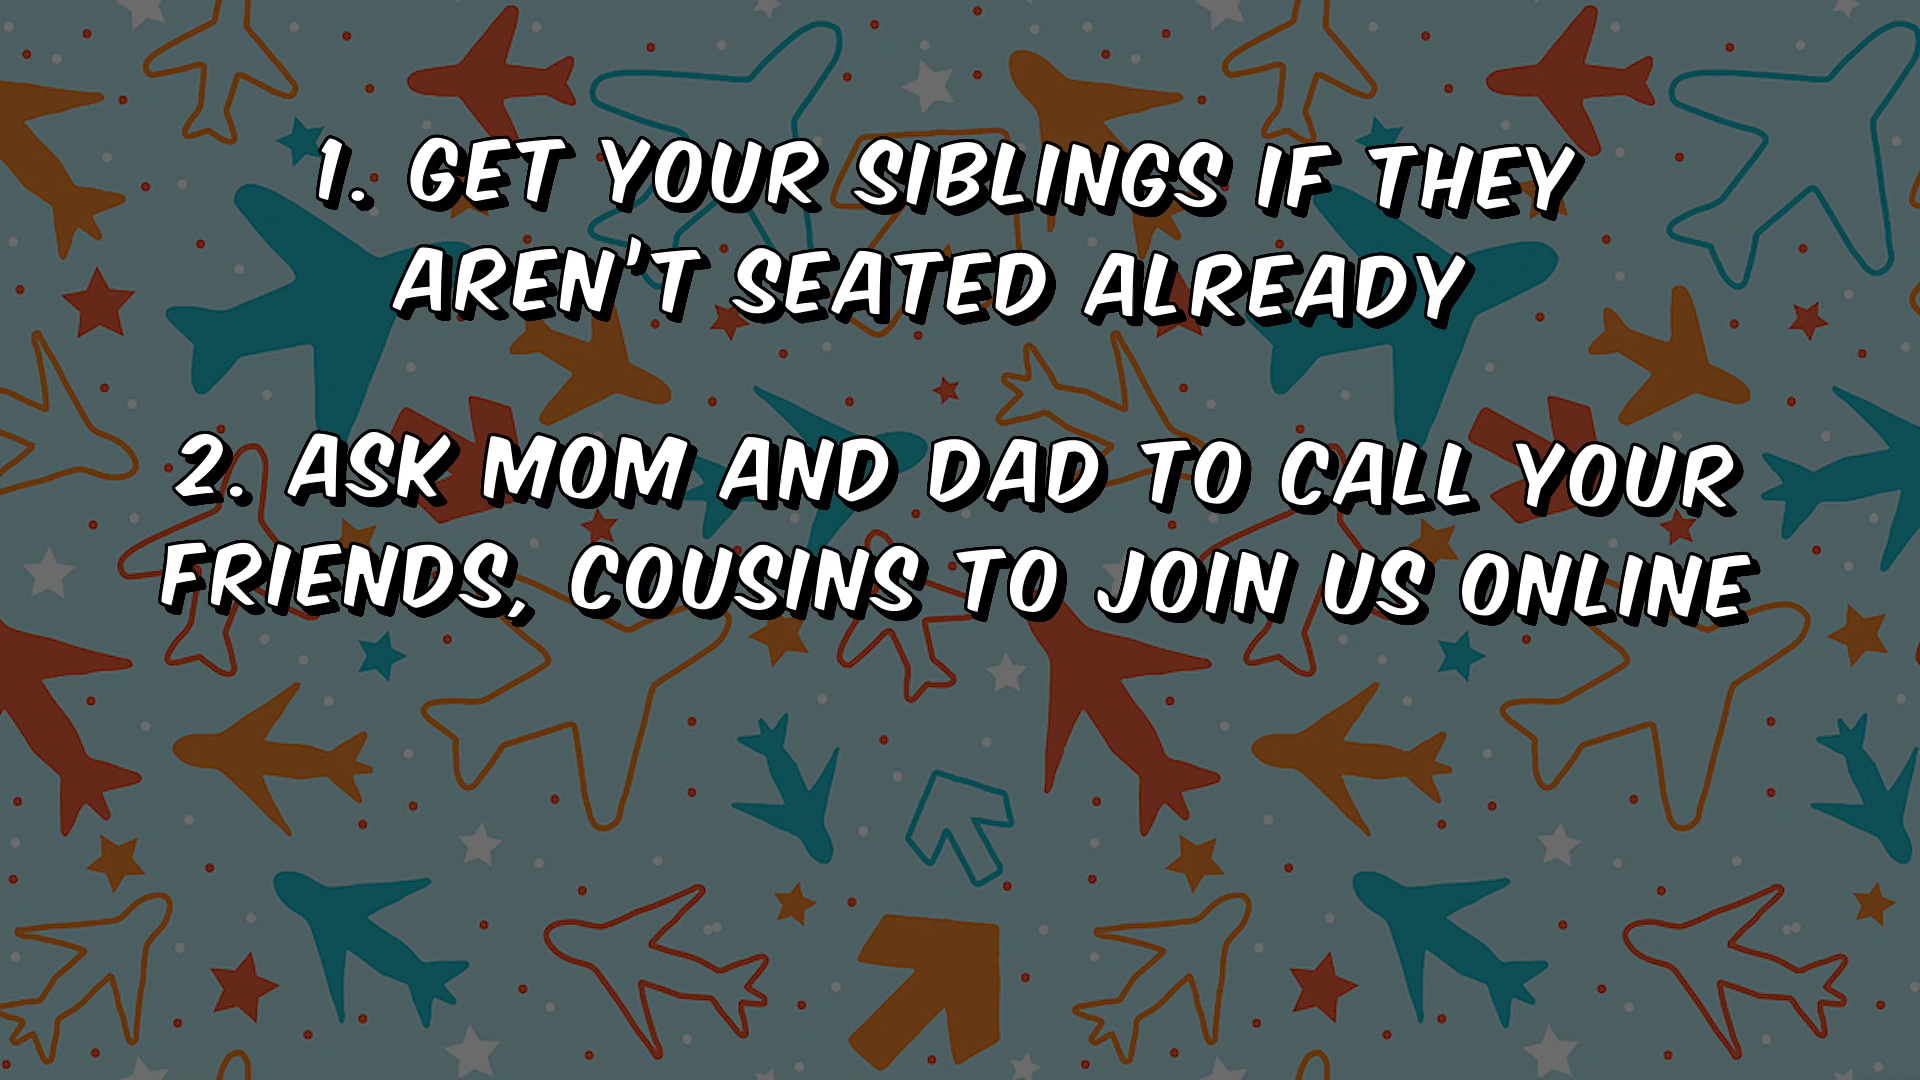 1. GET YOUR SIBLINGS IF THEY
AREN'T SEATED ALREADY
2. ASK MOM AND DAD TO CALL YOUR
FRIENDS, COUSINS TO JOIN US ONLINE